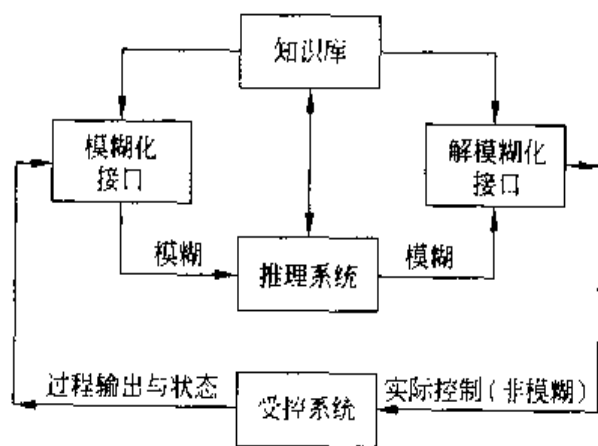 知识库
模糊化
接口
解模糊化
接口
模糊
推理系统
模糊
过程输出与状态
受控系统
实际控制(非模糊)